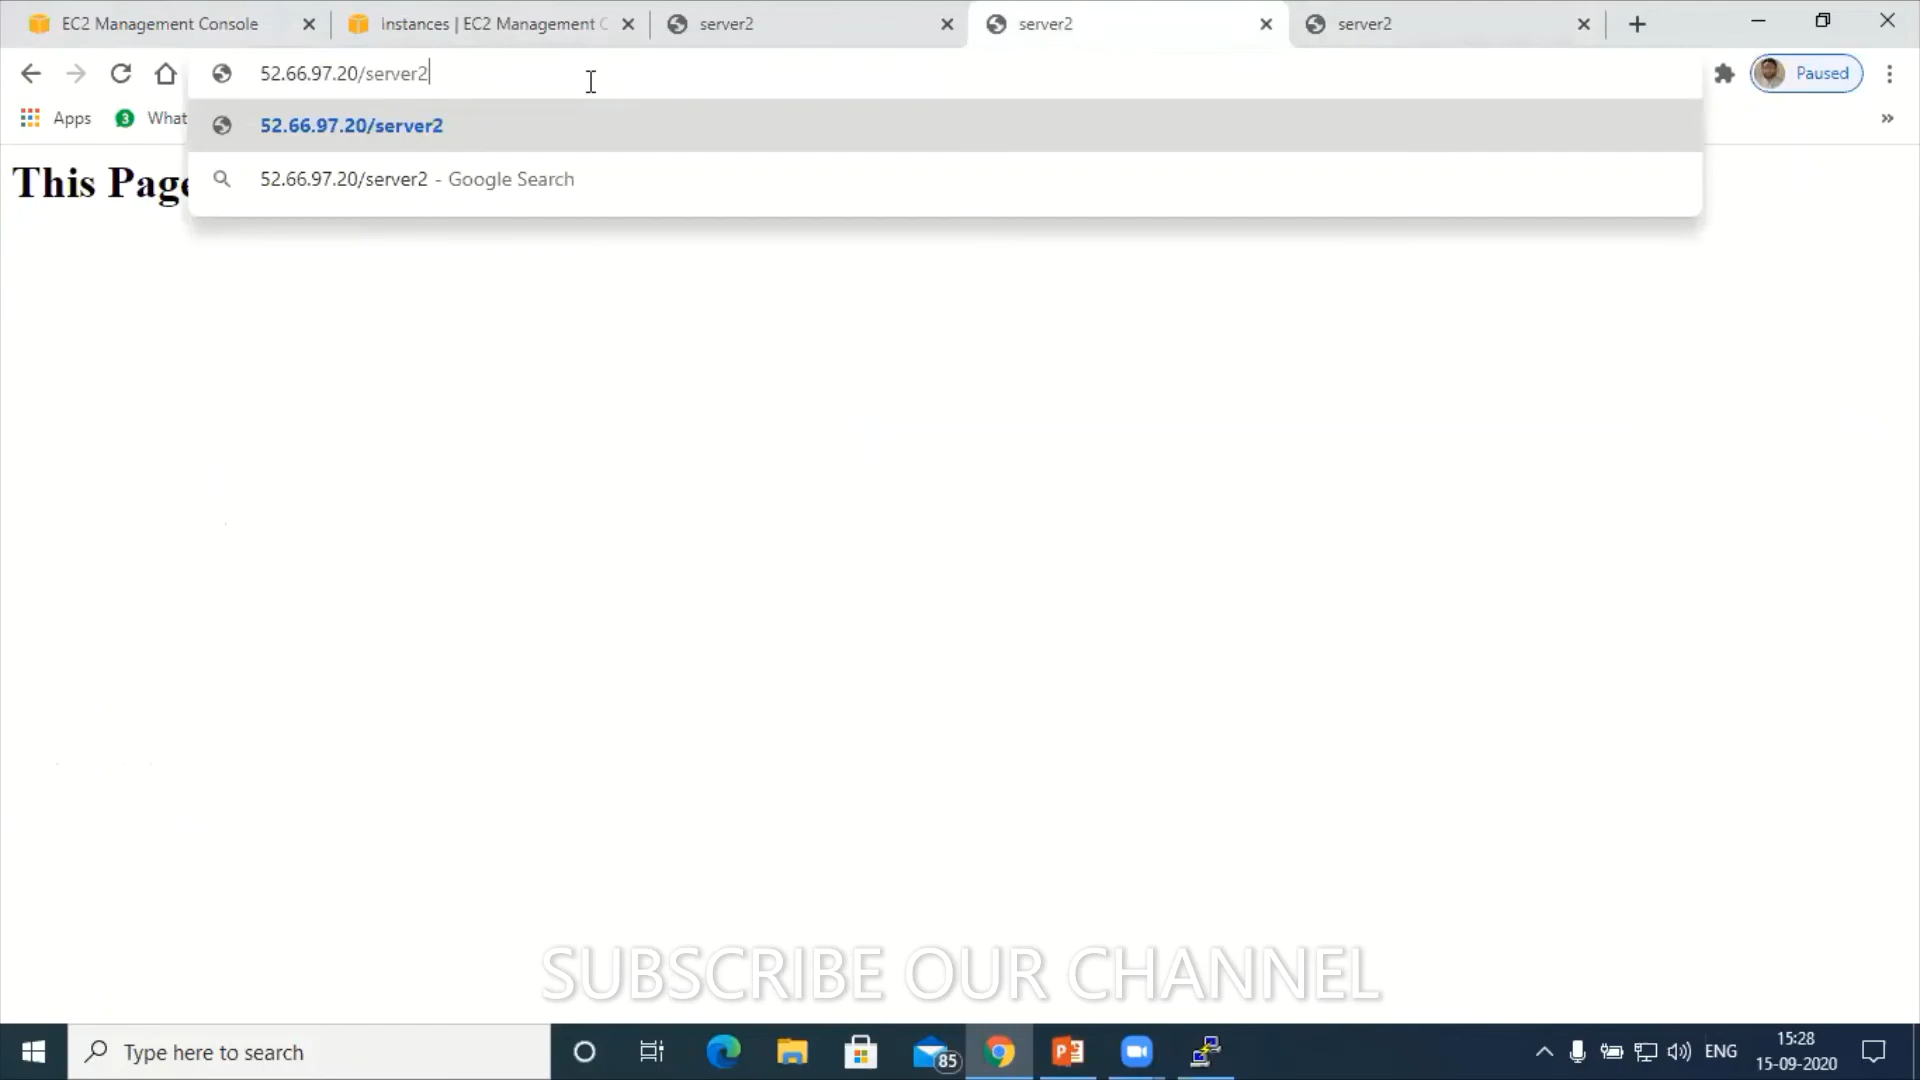 EC2 Management Console
Instances | EC2 Management C
server2
server2
server2
52.66.97.20/server2
Paused
Apps
3
What
52.66.97.20/server2
52.66.97.20/server2 - Google Search
This Page
SUBSCRIBE OUR CHANNEL
Type here to search
85
ENG
15:28
15-09-2020